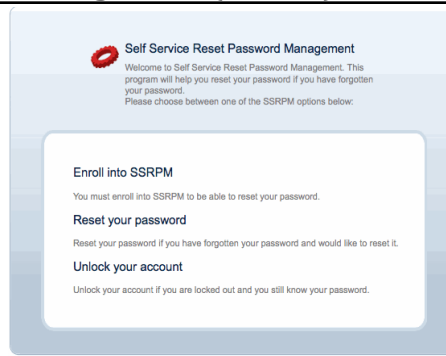 Self Service Reset Password Management
Welcome to Self Service Reset Password Management. This
program will help you reset your password if you have forgotten
your password.
Please choose between one of the SSRPM options below:
Enroll into SSRPM
You must enroll into SSRPM to be able to reset your password.
Reset your password
Reset your password if you have forgotten your password and would like to reset it.
Unlock your account
Unlock your account if you are locked out and you still know your password.